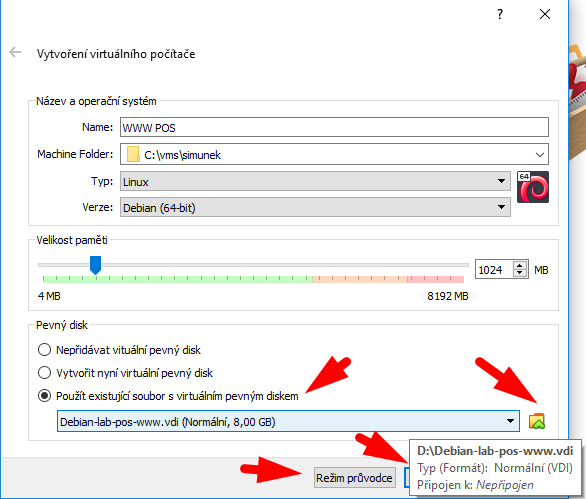 ?
Vytvoření virtuálního počítače
Název a operační systém
Name: WWW POS
Machine Folder: C:\vms\simunek
Typ: Linux
64
Verze: Debian (64-bit)
Velikost paměti
1024 MB
4 MB 8192 MB
Pevný disk
Nepřidávat vituální pevný disk
Vytvořit nyní virtuální pevný disk
Použít existující soubor s virtuálním pevným diskem
Debian-lab-pos-www.vdi (Normální, 8,00 GB)
D:\Debian-lab-pos-www.vdi
Typ (Formát): Normální (VDI)
Připojen k: Nepřipojen
Režim průvodce